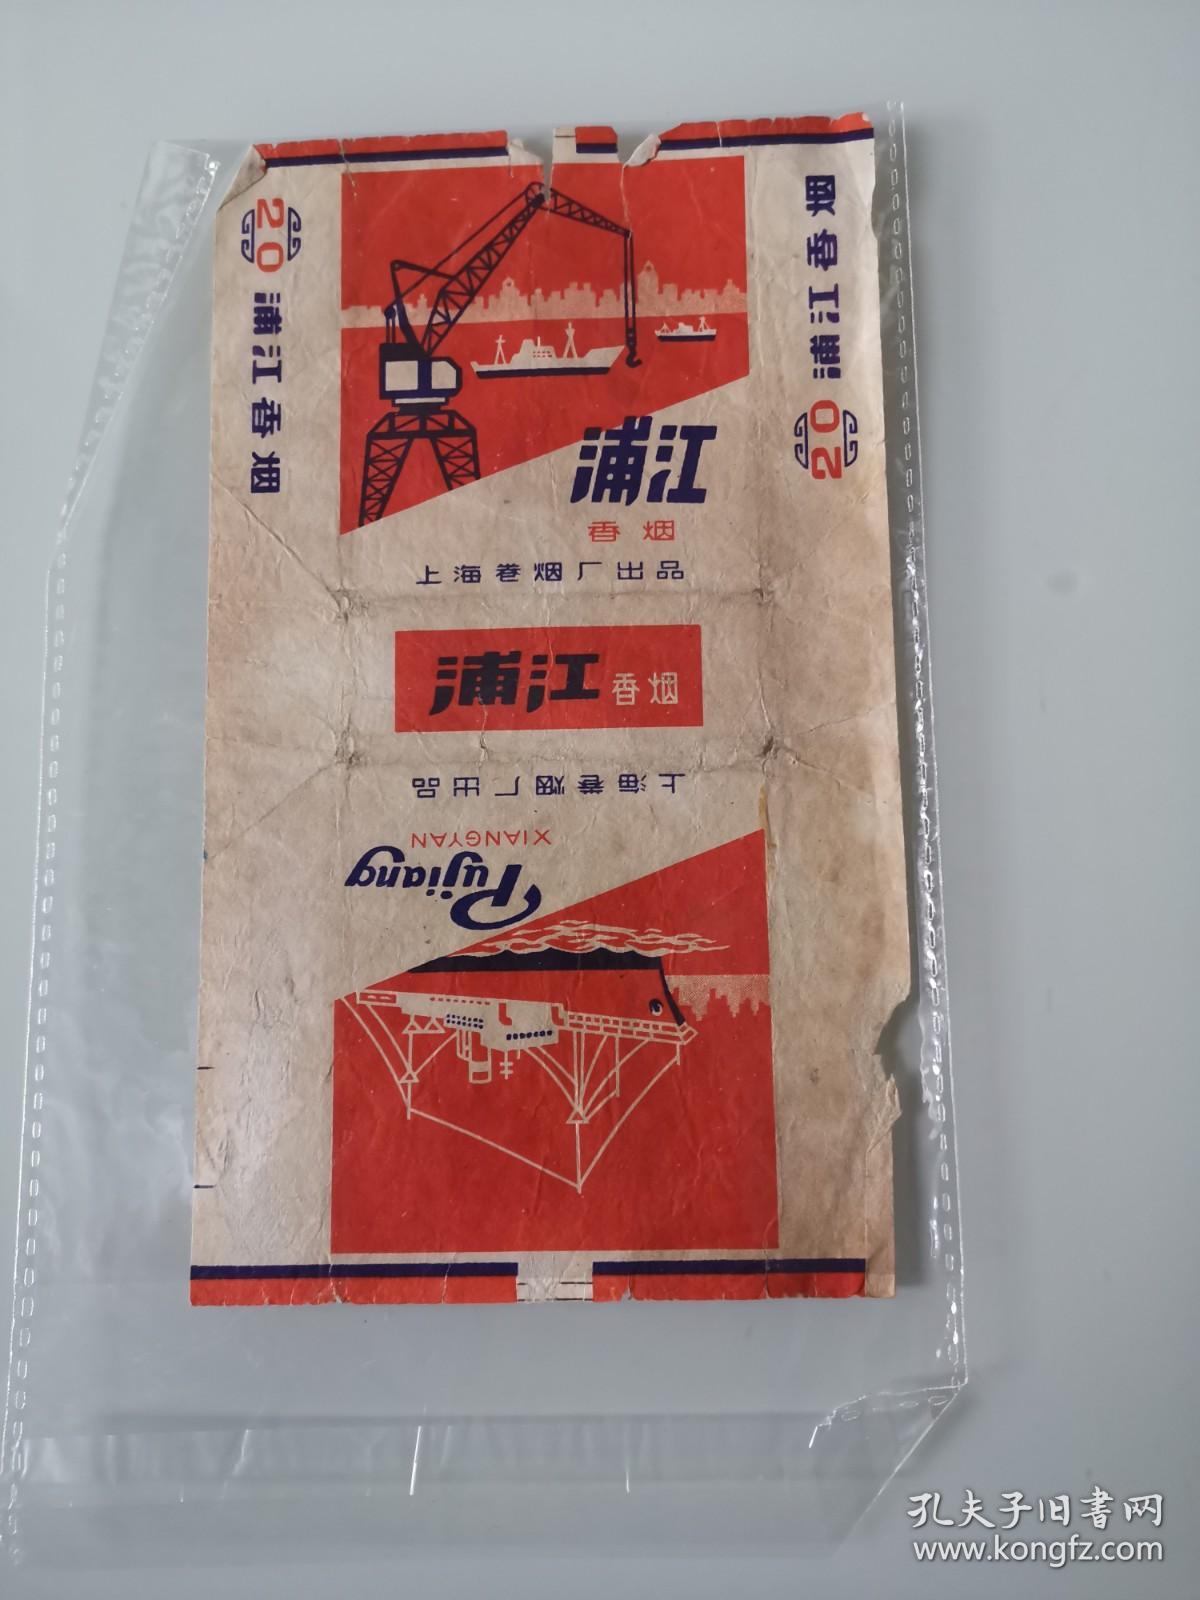 20 浦江香烟
浦江香烟 20
浦江
香烟
上海卷烟厂出品
浦江香烟
上海卷烟厂出品
XIANGYAN
Pujiang
孔夫子旧书网
www.kongfz.com